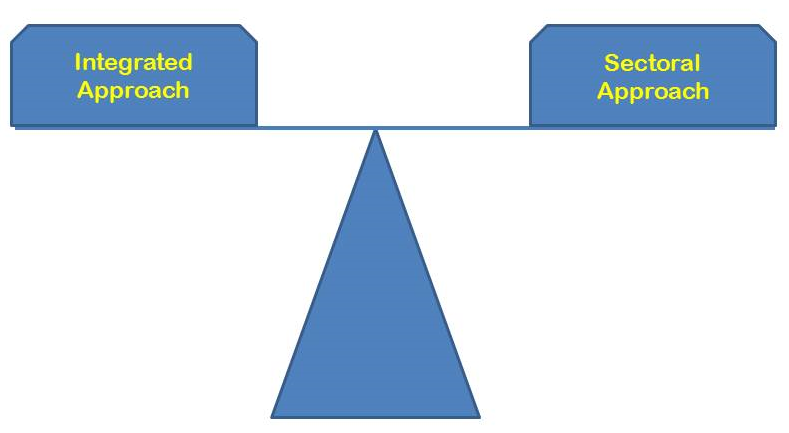 Integrated
Approach
Sectoral
Approach